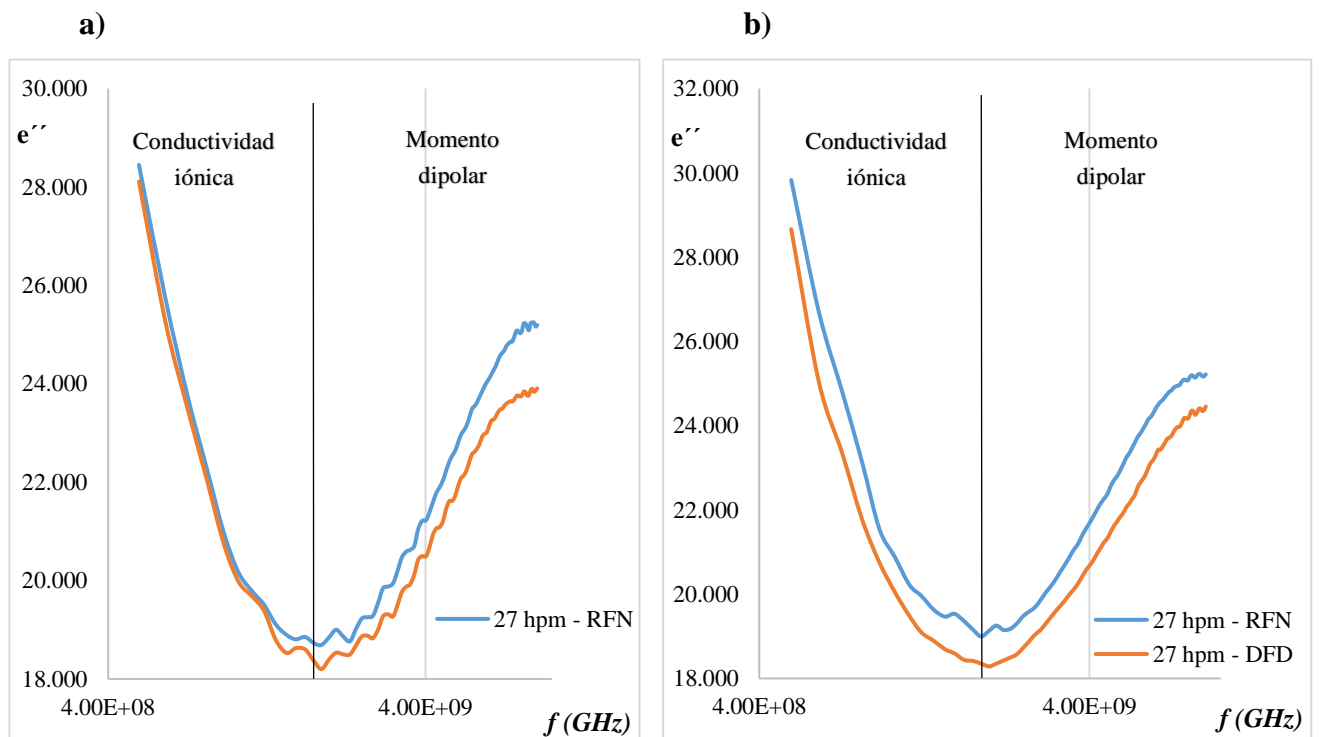 a)
30.000
e´´
28.000
26.000
24.000
22.000
20.000
18.000
Conductividad
iónica
Momento
dipolar
27 hpm - RFN
4.00E+08
4.00E+09
f (GHz)
b)
32.000
e´´
30.000
28.000
26.000
24.000
22.000
20.000
18.000
Conductividad
iónica
Momento
dipolar
27 hpm - RFN
27 hpm - DFD
4.00E+08
4.00E+09
f (GHz)